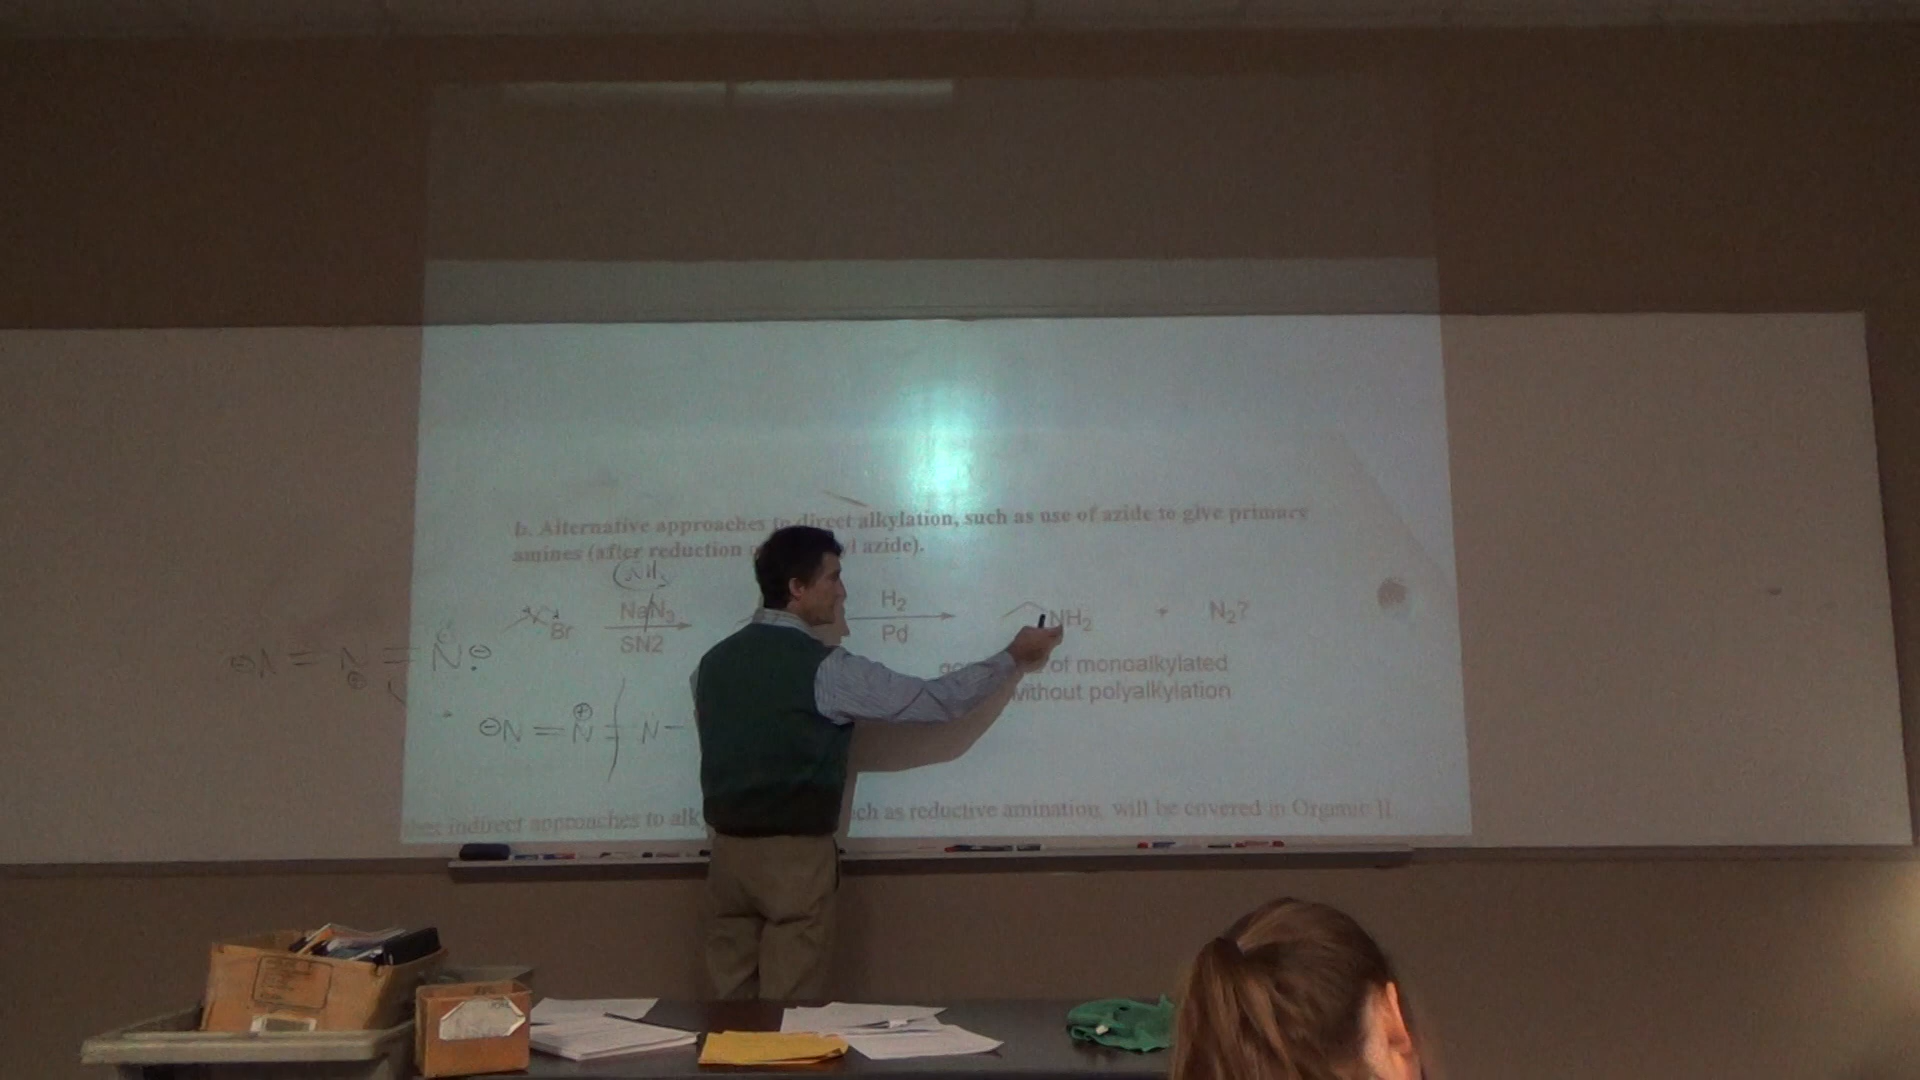 b. Alternative approaches to direct alkylation, such as use of azide to give primary
amines (after reduction azide).
NH₃
Br NaN₃ SN2 H₂ Pd NH₂ + N₂?
of monoalkylated
without polyalkylation
⊖N = N⊕ = N⊖
⊖N = N⊕ = N–
indirect approaches to alk such as reductive amination, will be covered in Organic II